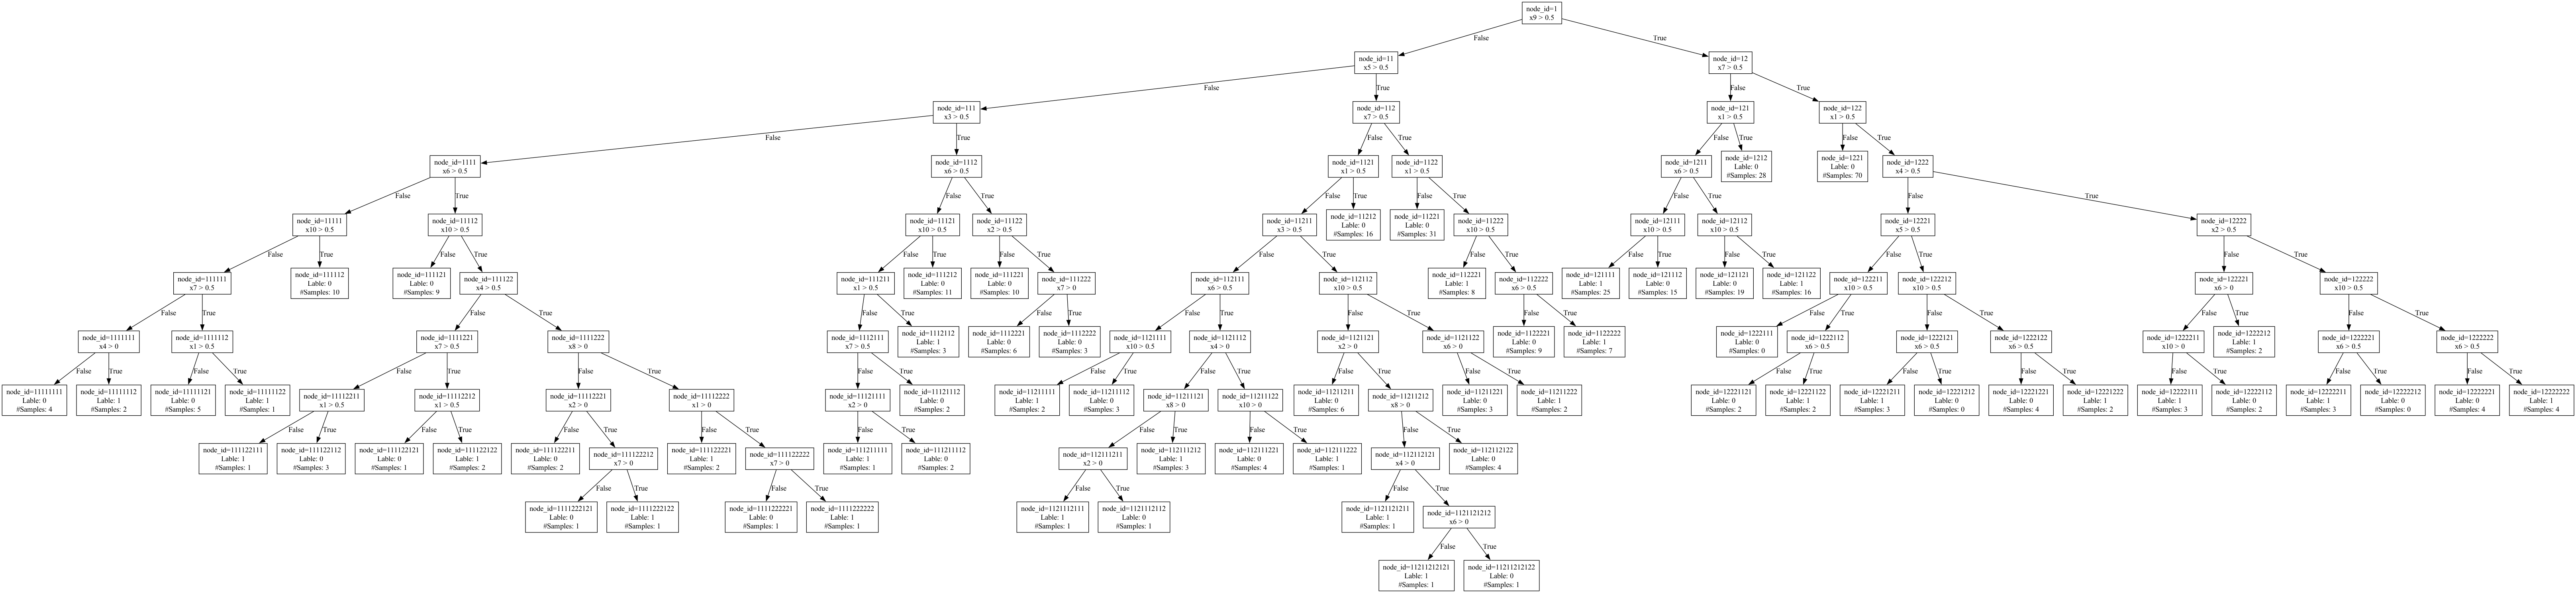 node_id=1
x9 > 0.5
False
True
node_id=11
x5 > 0.5
node_id=12
x7 > 0.5
False
True
False
True
node_id=111
x3 > 0.5
node_id=112
x7 > 0.5
node_id=121
x1 > 0.5
node_id=122
x1 > 0.5
False
True
False
True
False
True
False
True
node_id=1111
x6 > 0.5
node_id=1112
x6 > 0.5
node_id=1121
x1 > 0.5
node_id=1122
x1 > 0.5
node_id=1211
x6 > 0.5
node_id=1212
Lable: 0
#Samples: 28
node_id=1221
Lable: 0
#Samples: 70
node_id=1222
x4 > 0.5
False
True
False
True
False
True
False
True
False
True
False
True
node_id=11111
x10 > 0.5
node_id=11112
x10 > 0.5
node_id=11121
x10 > 0.5
node_id=11122
x2 > 0.5
node_id=11211
x3 > 0.5
node_id=11212
Lable: 0
#Samples: 16
node_id=11221
Lable: 0
#Samples: 31
node_id=11222
x10 > 0.5
node_id=12111
x10 > 0.5
node_id=12112
x10 > 0.5
node_id=12221
x5 > 0.5
node_id=12222
x2 > 0.5
False
True
False
True
False
True
False
True
False
True
False
True
False
True
False
True
False
True
False
True
node_id=111111
x7 > 0.5
node_id=111112
Lable: 0
#Samples: 10
node_id=111121
Lable: 0
#Samples: 9
node_id=111122
x4 > 0.5
node_id=111211
x1 > 0.5
node_id=111212
Lable: 0
#Samples: 11
node_id=111221
Lable: 0
#Samples: 10
node_id=111222
x7 > 0
node_id=112111
x6 > 0.5
node_id=112112
x10 > 0.5
node_id=112221
Lable: 1
#Samples: 8
node_id=112222
x6 > 0.5
node_id=121111
Lable: 1
#Samples: 25
node_id=121112
Lable: 0
#Samples: 15
node_id=121121
Lable: 0
#Samples: 19
node_id=121122
Lable: 1
#Samples: 16
node_id=122211
x10 > 0.5
node_id=122212
x10 > 0.5
node_id=122221
x6 > 0
node_id=122222
x10 > 0.5
False
True
False
True
False
True
False
True
False
True
False
True
False
True
False
True
False
True
False
True
False
True
node_id=1111111
x4 > 0
node_id=1111112
x1 > 0.5
node_id=1111221
x7 > 0.5
node_id=1111222
x8 > 0
node_id=1112111
x7 > 0.5
node_id=1112112
Lable: 1
#Samples: 3
node_id=1112221
Lable: 0
#Samples: 6
node_id=1112222
Lable: 0
#Samples: 3
node_id=1121111
x10 > 0.5
node_id=1121112
x4 > 0
node_id=1121121
x2 > 0
node_id=1121122
x6 > 0
node_id=1122221
Lable: 0
#Samples: 9
node_id=1122222
Lable: 1
#Samples: 7
node_id=1222111
Lable: 0
#Samples: 0
node_id=1222112
x6 > 0.5
node_id=1222121
x6 > 0.5
node_id=1222122
x6 > 0.5
node_id=1222211
x10 > 0
node_id=1222212
Lable: 1
#Samples: 2
node_id=1222221
x6 > 0.5
node_id=1222222
x6 > 0.5
False
True
False
True
False
True
False
True
False
True
False
True
False
True
False
True
False
True
False
True
False
True
False
True
False
True
False
True
False
True
node_id=11111111
Lable: 0
#Samples: 4
node_id=11111112
Lable: 1
#Samples: 2
node_id=11111121
Lable: 0
#Samples: 5
node_id=11111122
Lable: 1
#Samples: 1
node_id=11112211
x1 > 0.5
node_id=11112212
x1 > 0.5
node_id=11112221
x2 > 0
node_id=11112222
x1 > 0
node_id=11121111
x2 > 0
node_id=11121112
Lable: 0
#Samples: 2
node_id=11211111
Lable: 1
#Samples: 2
node_id=11211112
Lable: 0
#Samples: 3
node_id=11211121
x8 > 0
node_id=11211122
x10 > 0
node_id=11211211
Lable: 0
#Samples: 6
node_id=11211212
x8 > 0
node_id=11211221
Lable: 0
#Samples: 3
node_id=11211222
Lable: 1
#Samples: 2
node_id=12221121
Lable: 0
#Samples: 2
node_id=12221122
Lable: 1
#Samples: 2
node_id=12221211
Lable: 1
#Samples: 3
node_id=12221212
Lable: 0
#Samples: 0
node_id=12221221
Lable: 0
#Samples: 4
node_id=12221222
Lable: 1
#Samples: 2
node_id=12222111
Lable: 1
#Samples: 3
node_id=12222112
Lable: 0
#Samples: 2
node_id=12222211
Lable: 1
#Samples: 3
node_id=12222212
Lable: 0
#Samples: 0
node_id=12222221
Lable: 0
#Samples: 4
node_id=12222222
Lable: 1
#Samples: 4
False
True
False
True
False
True
False
True
False
True
False
True
False
True
False
True
node_id=111122111
Lable: 1
#Samples: 1
node_id=111122112
Lable: 0
#Samples: 3
node_id=111122121
Lable: 0
#Samples: 1
node_id=111122122
Lable: 1
#Samples: 2
node_id=111122211
Lable: 0
#Samples: 2
node_id=111122212
x7 > 0
node_id=111122221
Lable: 1
#Samples: 2
node_id=111122222
x7 > 0
node_id=111211111
Lable: 1
#Samples: 1
node_id=111211112
Lable: 0
#Samples: 2
node_id=112111211
x2 > 0
node_id=112111212
Lable: 1
#Samples: 3
node_id=112111221
Lable: 0
#Samples: 4
node_id=112111222
Lable: 1
#Samples: 1
node_id=112112121
x4 > 0
node_id=112112122
Lable: 0
#Samples: 4
False
True
False
True
False
True
False
True
node_id=1111222121
Lable: 0
#Samples: 1
node_id=1111222122
Lable: 1
#Samples: 1
node_id=1111222221
Lable: 0
#Samples: 1
node_id=1111222222
Lable: 1
#Samples: 1
node_id=1121112111
Lable: 1
#Samples: 1
node_id=1121112112
Lable: 0
#Samples: 1
node_id=1121121211
Lable: 1
#Samples: 1
node_id=1121121212
x6 > 0
False
True
node_id=11211212121
Lable: 1
#Samples: 1
node_id=11211212122
Lable: 0
#Samples: 1